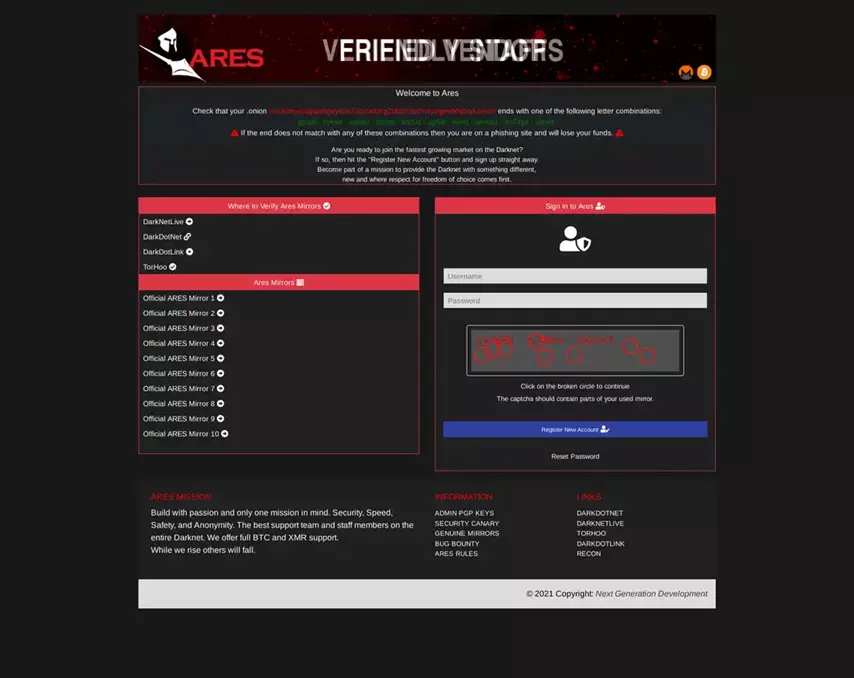 ARES
Welcome to Ares
Check that your .onion ends with one of the following letter combinations:
If the end does not match with any of these combinations then you are on a phishing site and will lose your funds.
Are you ready to join the fastest growing market on the Darknet?
If so, then hit the "Register New Account" button and sign up straight away.
Become part of a mission to provide the Darknet with something different,
new and where respect for freedom of choice comes first.
Where to Verify Ares Mirrors
DarkNetLive
DarkDotNet
DarkDotLink
TorHoo
Ares Mirrors
Official ARES Mirror 1
Official ARES Mirror 2
Official ARES Mirror 3
Official ARES Mirror 4
Official ARES Mirror 5
Official ARES Mirror 6
Official ARES Mirror 7
Official ARES Mirror 8
Official ARES Mirror 9
Official ARES Mirror 10
Sign in to Ares
Username
Password
Click on the broken circle to continue
The captcha should contain parts of your used mirror.
Register New Account
Reset Password
ARES MISSION
Build with passion and only one mission in mind. Security, Speed,
Safety, and Anonymity. The best support team and staff members on the
entire Darknet. We offer full BTC and XMR support.
While we rise others will fall.
INFORMATION
ADMIN PGP KEYS
SECURITY CANARY
GENUINE MIRRORS
BUG BOUNTY
ARES RULES
LINKS
DARKDOTNET
DARKNETLIVE
TORHOO
DARKDOTLINK
RECON
© 2021 Copyright: Next Generation Development